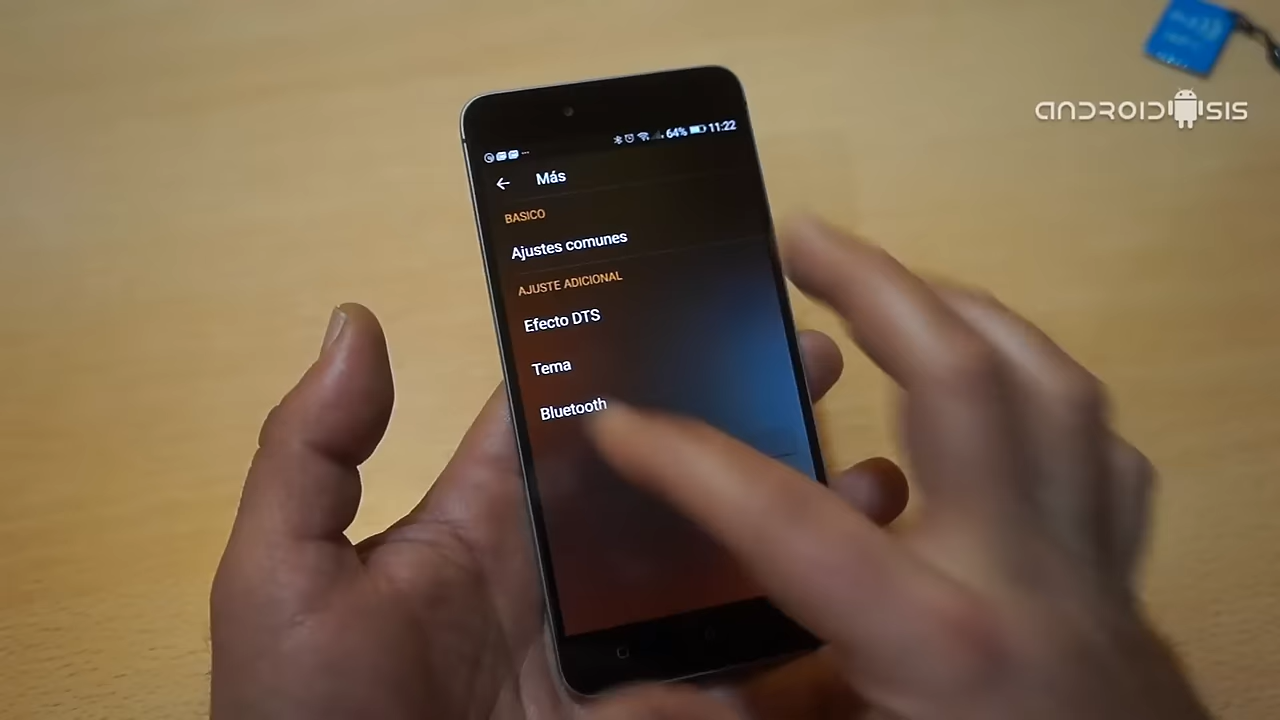 ANDROIDSIS
64% 11:22
Más
BASICO
Ajustes comunes
AJUSTE ADICIONAL
Efecto DTS
Tema
Bluetooth